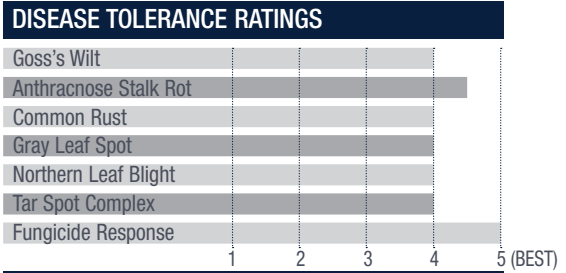 DISEASE TOLERANCE RATINGS
Goss's Wilt
Anthracnose Stalk Rot
Common Rust
Gray Leaf Spot
Northern Leaf Blight
Tar Spot Complex
Fungicide Response
1 2 3 4 5 (BEST)